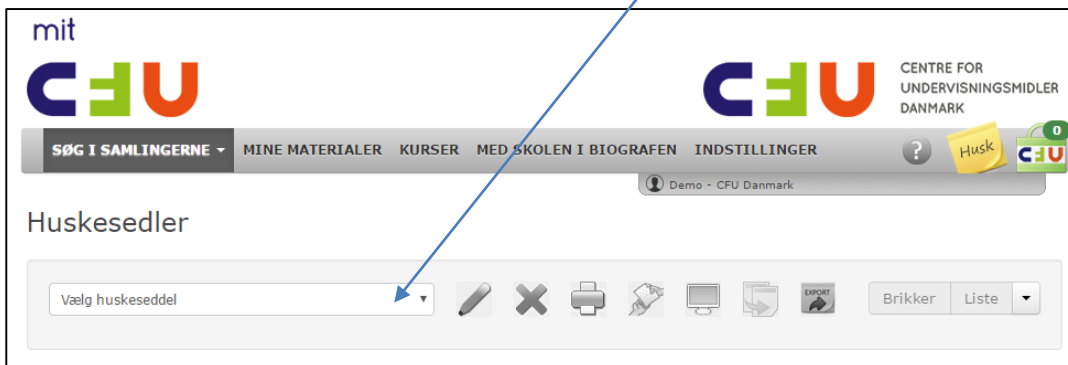 mit
CFU
CFU
CENTRE FOR
UNDERVISNINGSMIDLER
DANMARK
SØG I SAMLINGERNE MINE MATERIALER KURSER MED SKOLEN I BIOGRAFEN INDSTILLINGER ? Husk 0 CFU
Demo - CFU Danmark
Huskesedler
Vælg huskeseddel EXPORT Brikker Liste